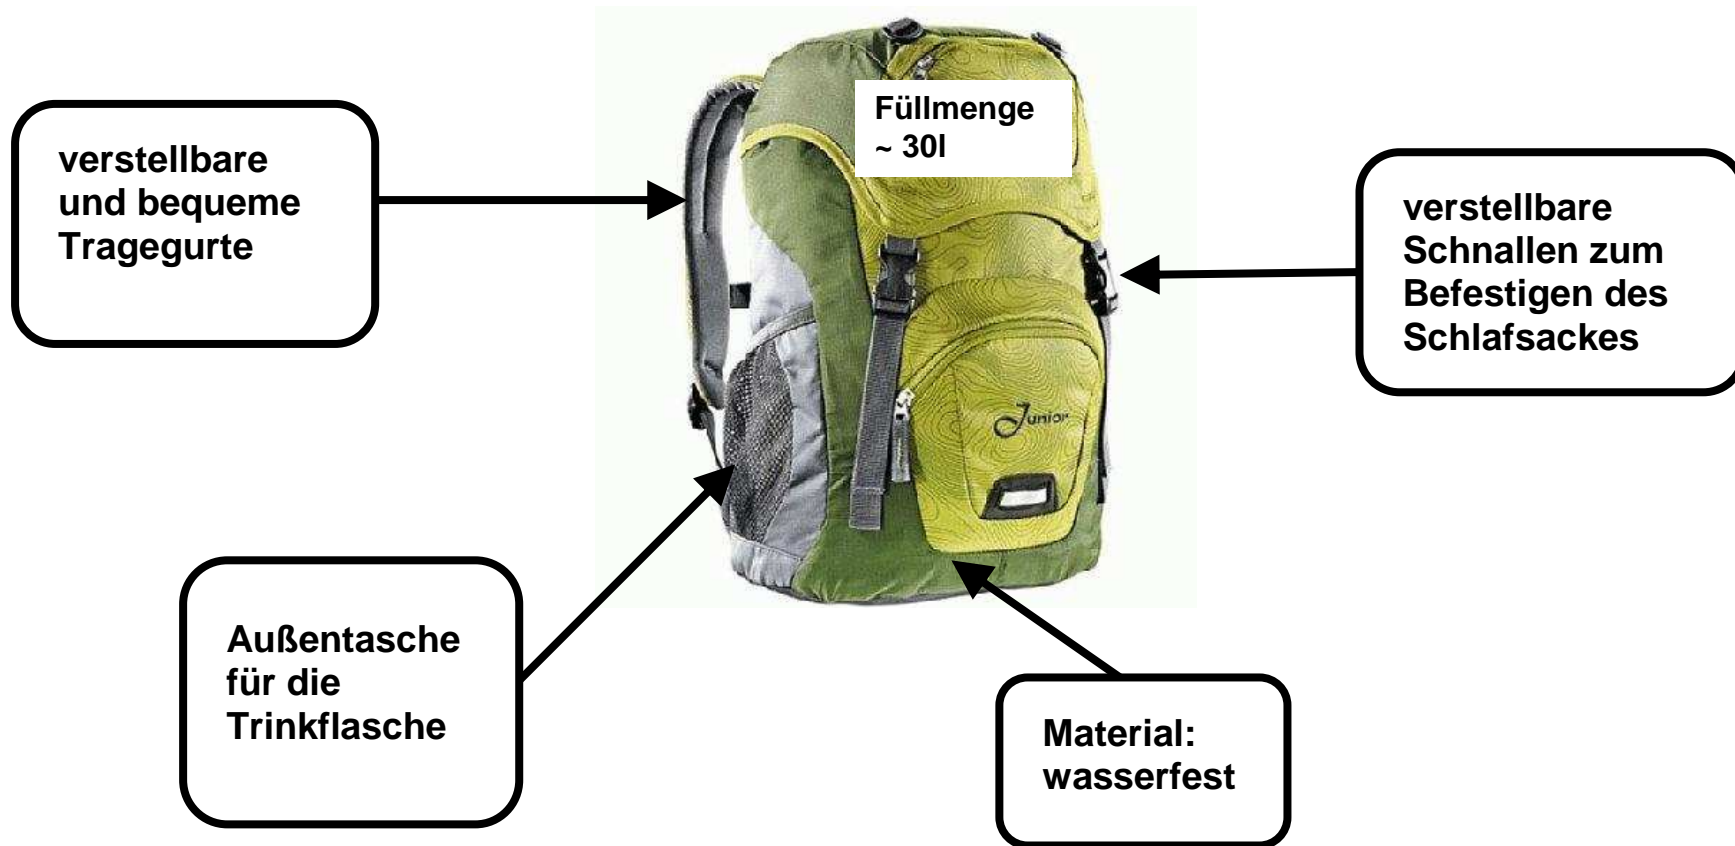 Füllmenge
~ 30l
verstellbare
und bequeme
Tragegurte
verstellbare
Schnallen zum
Befestigen des
Schlafsackes
Junior
Außentasche
für die
Trinkflasche
Material:
wasserfest